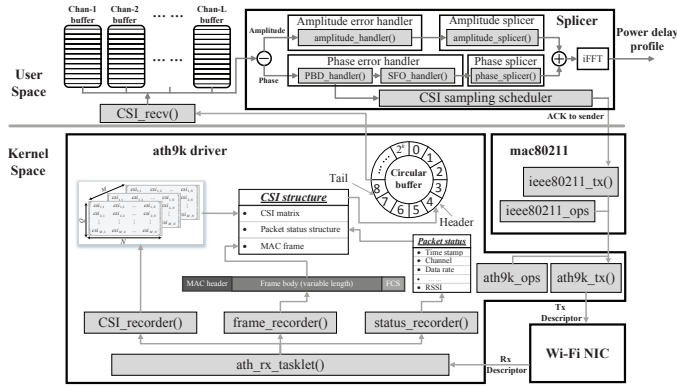 Chan-1
buffer
Chan-2
buffer
... ...
Chan-L
buffer
User
Space
CSI_recv()
Splicer
Amplitude
Amplitude error handler
amplitude_handler()
Amplitude splicer
amplitude_splicer()
Phase
Phase error handler
PBD_handler()
SFO_handler()
Phase splicer
phase_splicer()
iFFT
Power delay
profile
CSI sampling scheduler
ACK to sender
Kernel
Space
ath9k driver
M
Q
N
CSI structure
• CSI matrix
• Packet status structure
• MAC frame
Tail
Circular
buffer
0
1
2
3
4
5
6
7
8
Header
Packet status
• Time stamp
• Channel
• Data rate
• ......
• RSSI
MAC header
Frame body (variable length)
FCS
CSI_recorder()
frame_recorder()
status_recorder()
ath_rx_tasklet()
mac80211
ieee80211_tx()
ieee80211_ops
ath9k_ops
ath9k_tx()
Tx
Descriptor
Rx
Descriptor
Wi-Fi NIC